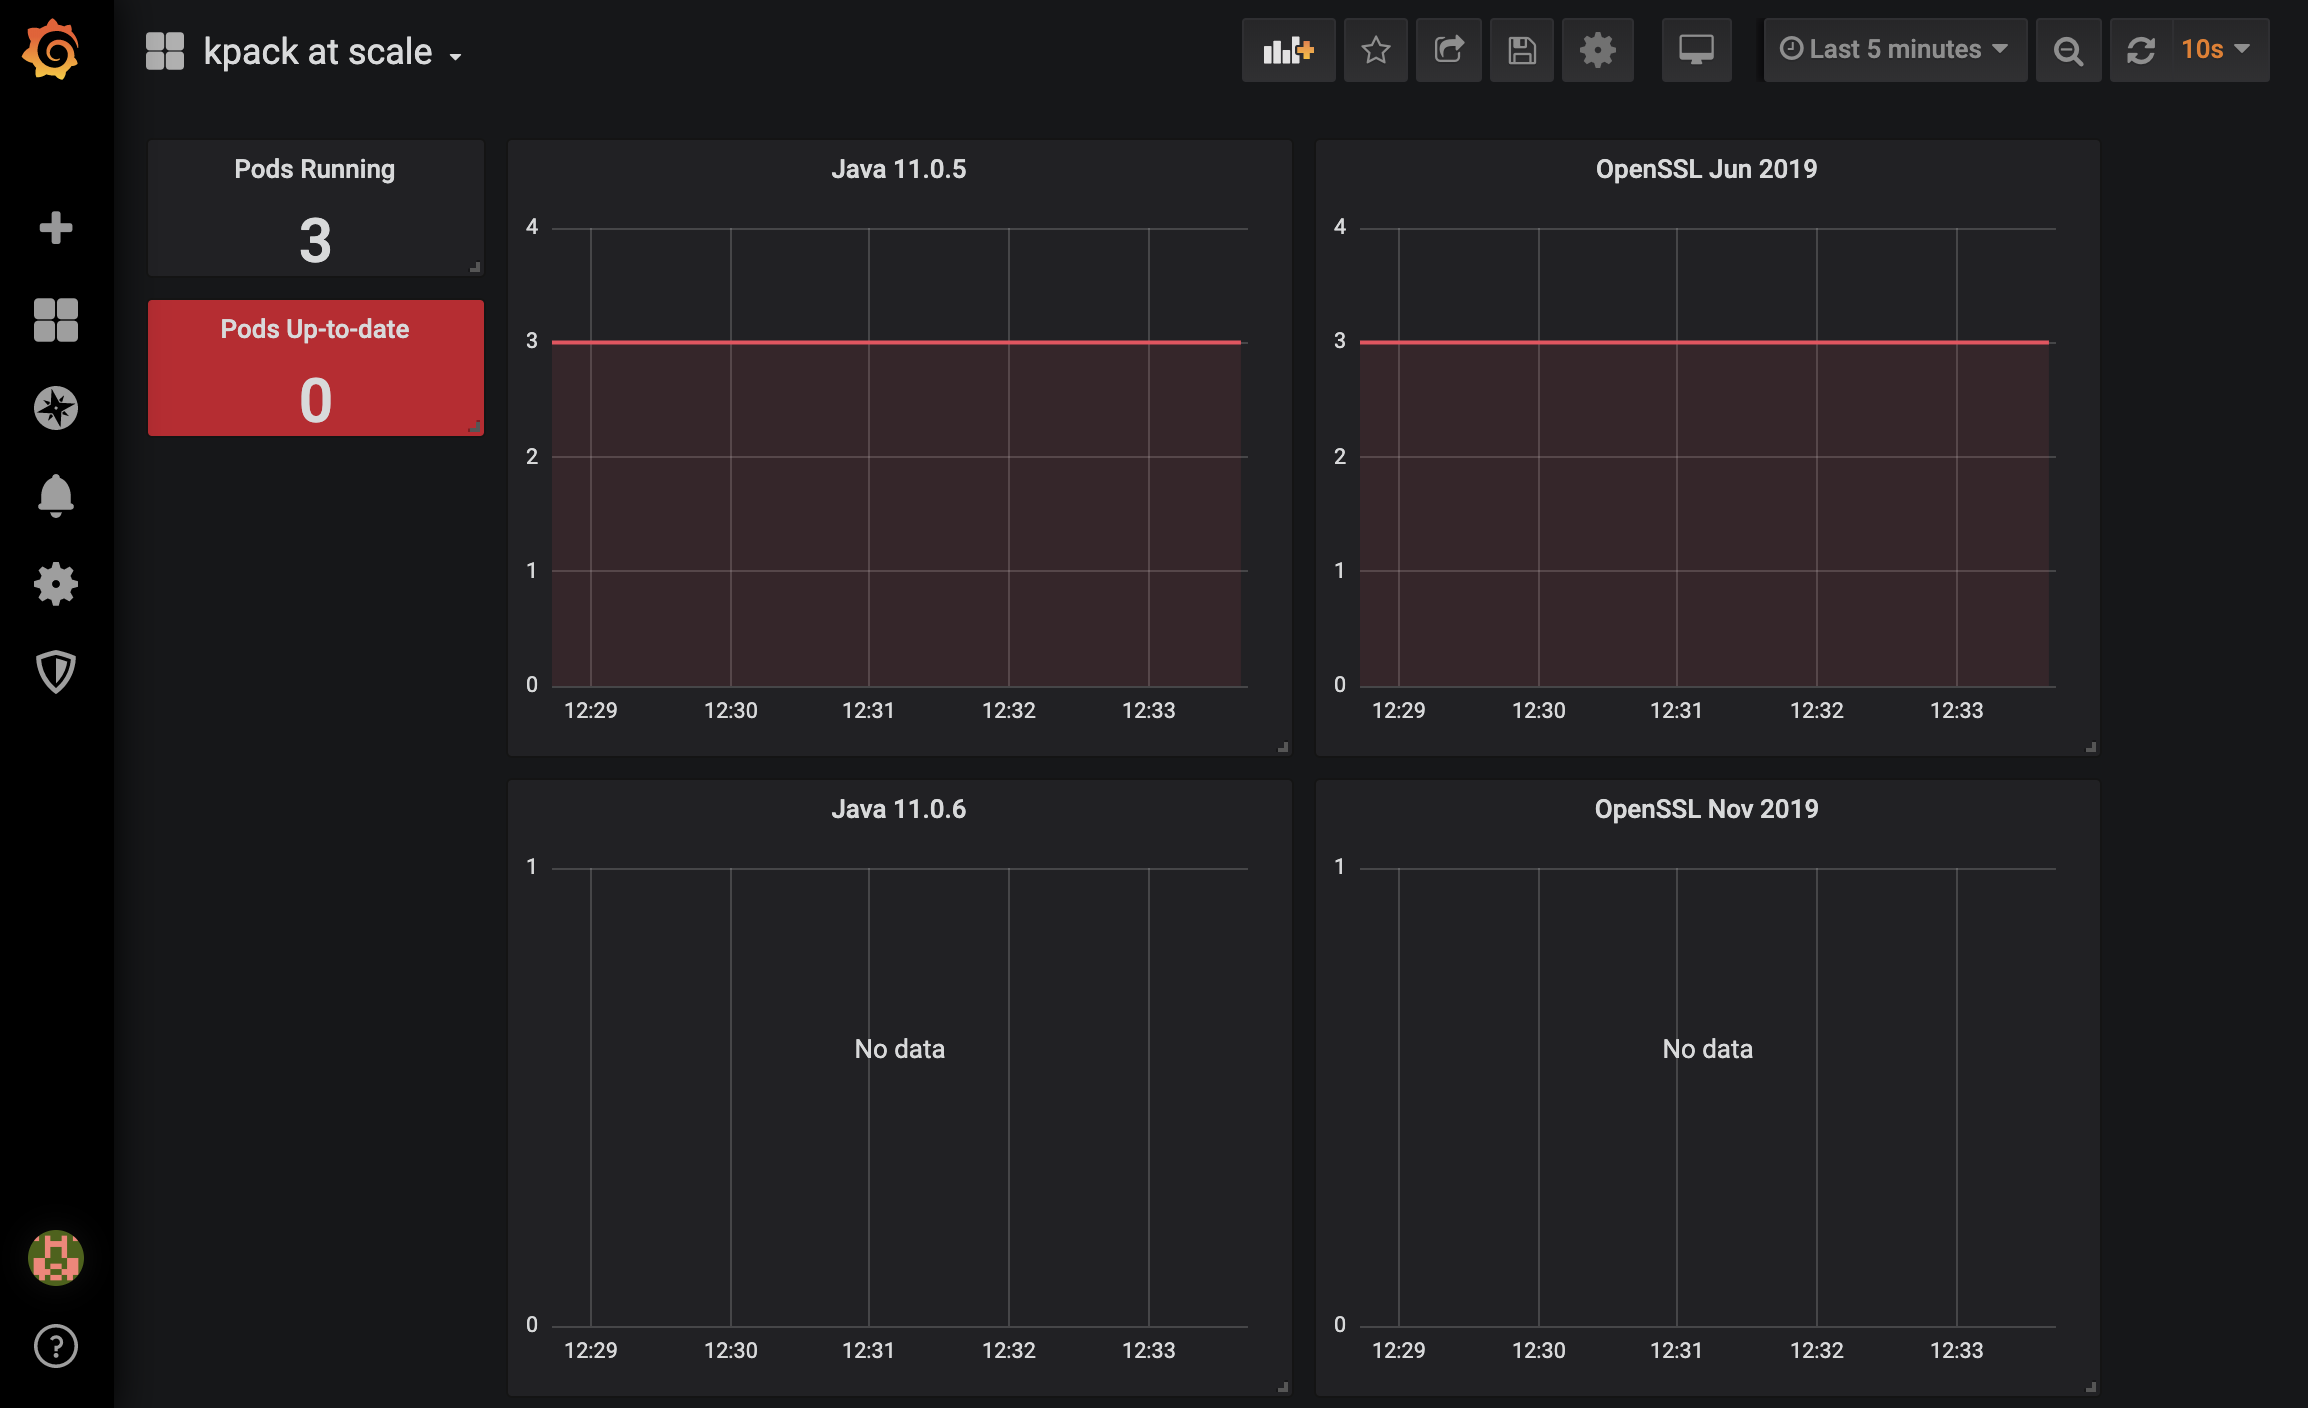 kpack at scale
Last 5 minutes
10s
Pods Running
3
Pods Up-to-date
0
Java 11.0.5
4
3
2
1
0
12:29 12:30 12:31 12:32 12:33
OpenSSL Jun 2019
4
3
2
1
0
12:29 12:30 12:31 12:32 12:33
Java 11.0.6
1
No data
0
12:29 12:30 12:31 12:32 12:33
OpenSSL Nov 2019
1
No data
0
12:29 12:30 12:31 12:32 12:33
?